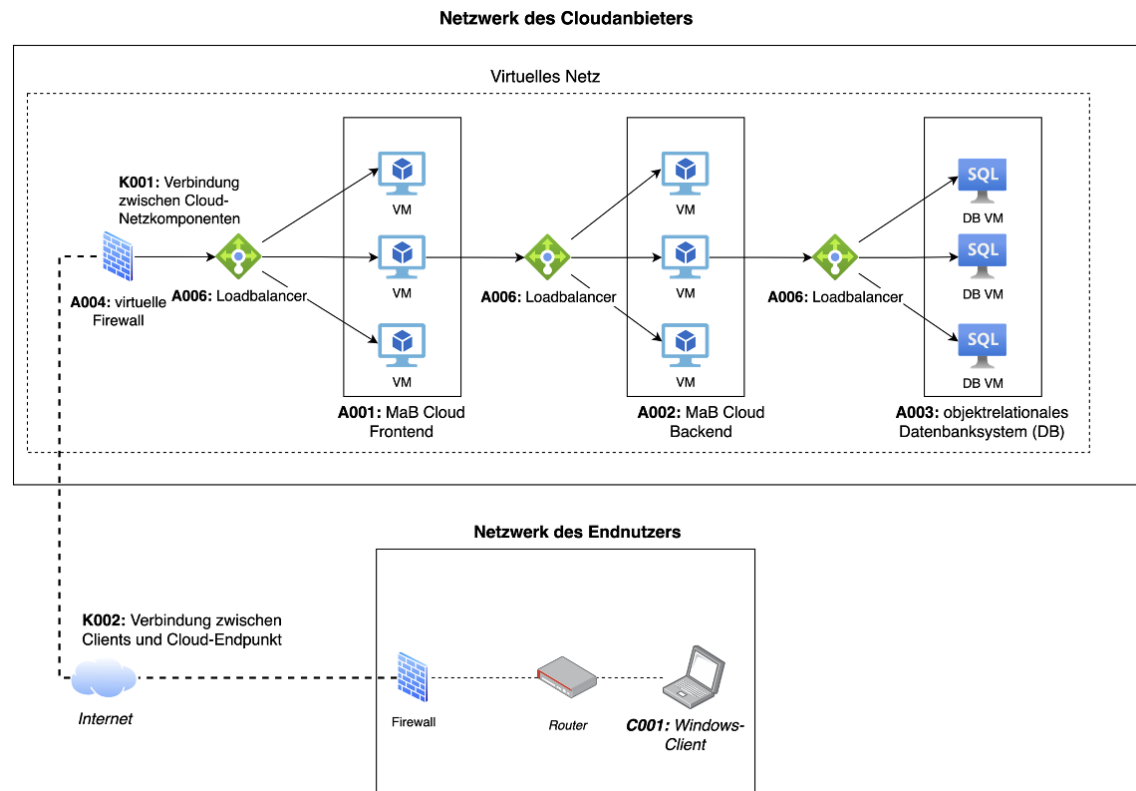 Netzwerk des Cloudanbieters
Virtuelles Netz
K001: Verbindung
zwischen Cloud-
Netzkomponenten
A004: virtuelle
Firewall
A006: Loadbalancer
VM
VM
VM
A001: MaB Cloud
Frontend
A006: Loadbalancer
VM
VM
VM
A002: MaB Cloud
Backend
A006: Loadbalancer
SQL
DB VM
SQL
DB VM
SQL
DB VM
A003: objektrelationales
Datenbanksystem (DB)
Netzwerk des Endnutzers
K002: Verbindung zwischen
Clients und Cloud-Endpunkt
Internet
Firewall
Router
C001: Windows-
Client